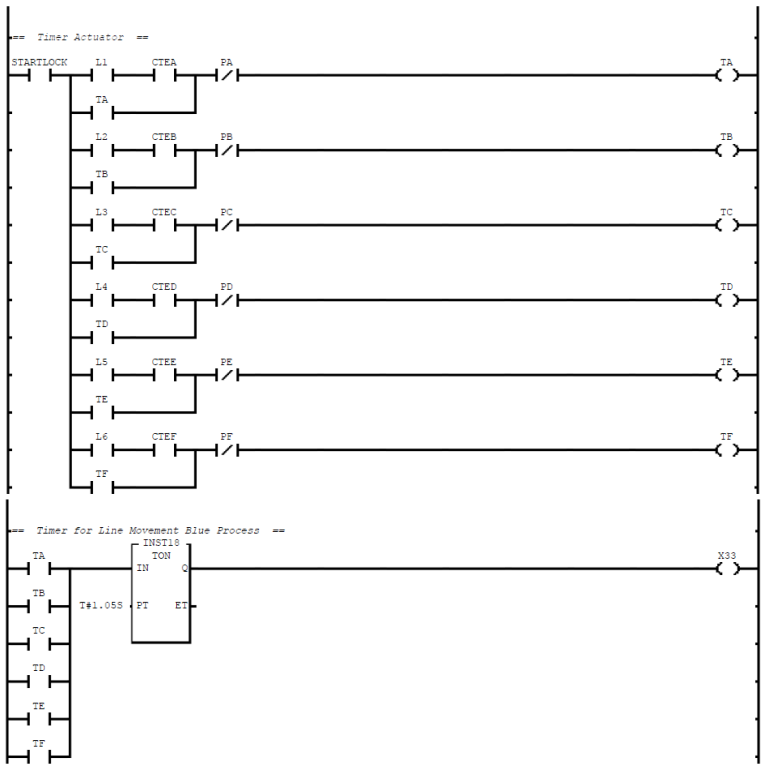 == Timer Actuator ==
STARTLOCK L1 CTEA PA TA
TA
L2 CTEB PB TB
TB
L3 CTEC PC TC
TC
L4 CTED PD TD
TD
L5 CTEE PE TE
TE
L6 CTEF PF TF
TF
== Timer for Line Movement Blue Process ==
INST18
TA TON X33
IN Q
TB
T#1.05S PT ET
TC
TD
TE
TF